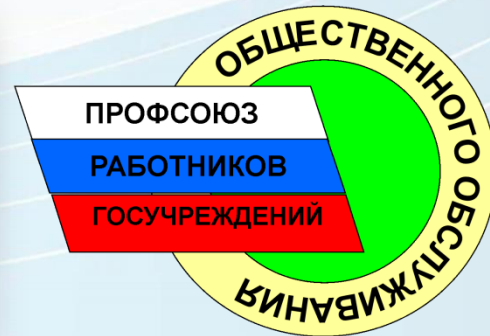 ПРОФСОЮЗ
РАБОТНИКОВ
ГОСУЧРЕЖДЕНИЙ
ОБЩЕСТВЕННОГО ОБСЛУЖИВАНИЯ